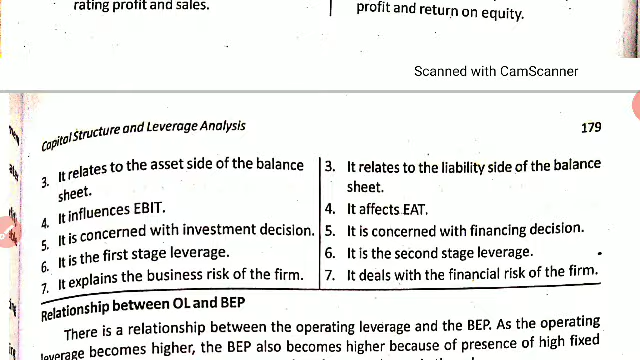 rating profit and sales.
profit and return on equity.
Scanned with CamScanner
Capital Structure and Leverage Analysis
179
3. It relates to the asset side of the balance
sheet.
4. It influences EBIT.
5. It is concerned with investment decision.
6. It is the first stage leverage.
7. It explains the business risk of the firm.
3. It relates to the liability side of the balance
sheet.
4. It affects EAT.
5. It is concerned with financing decision.
6. It is the second stage leverage.
7. It deals with the financial risk of the firm.
Relationship between OL and BEP
There is a relationship between the operating leverage and the BEP. As the operating
leverage becomes higher, the BEP also becomes higher because of presence of high fixed